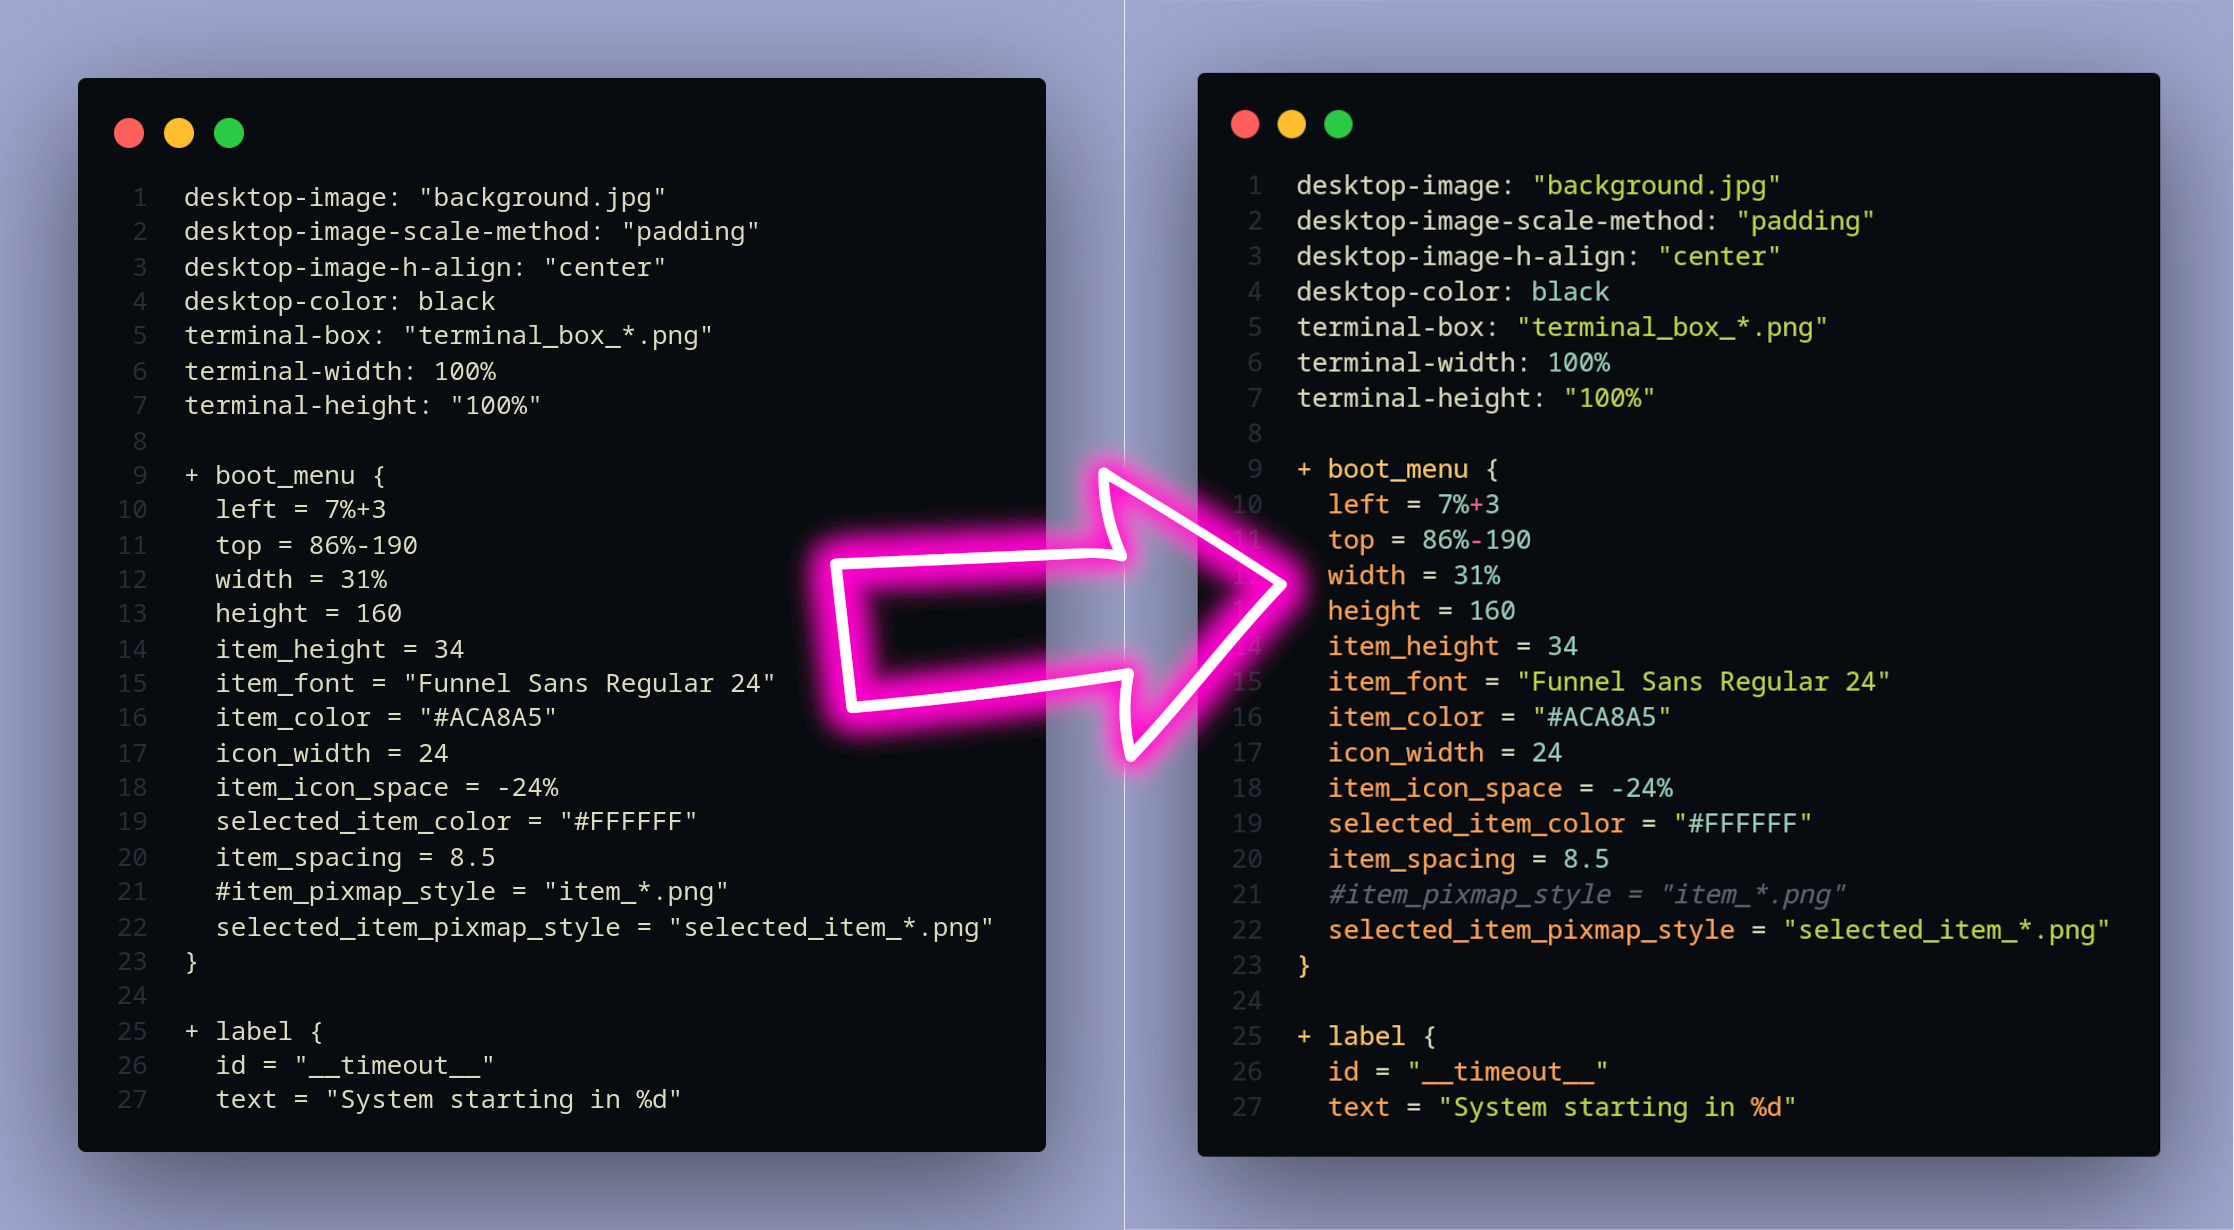 1 desktop-image: "background.jpg"
2 desktop-image-scale-method: "padding"
3 desktop-image-h-align: "center"
4 desktop-color: black
5 terminal-box: "terminal_box_*.png"
6 terminal-width: 100%
7 terminal-height: "100%"
8
9 + boot_menu {
10   left = 7%+3
11   top = 86%-190
12   width = 31%
13   height = 160
14   item_height = 34
15   item_font = "Funnel Sans Regular 24"
16   item_color = "#ACA8A5"
17   icon_width = 24
18   item_icon_space = -24%
19   selected_item_color = "#FFFFFF"
20   item_spacing = 8.5
21   #item_pixmap_style = "item_*.png"
22   selected_item_pixmap_style = "selected_item_*.png"
23 }
24
25 + label {
26   id = "__timeout__"
27   text = "System starting in %d"
1 desktop-image: "background.jpg"
2 desktop-image-scale-method: "padding"
3 desktop-image-h-align: "center"
4 desktop-color: black
5 terminal-box: "terminal_box_*.png"
6 terminal-width: 100%
7 terminal-height: "100%"
8
9 + boot_menu {
10   left = 7%+3
11   top = 86%-190
12   width = 31%
height = 160
14   item_height = 34
15   item_font = "Funnel Sans Regular 24"
16   item_color = "#ACA8A5"
17   icon_width = 24
18   item_icon_space = -24%
19   selected_item_color = "#FFFFFF"
20   item_spacing = 8.5
21   #item_pixmap_style = "item_*.png"
22   selected_item_pixmap_style = "selected_item_*.png"
23 }
24
25 + label {
26   id = "__timeout__"
27   text = "System starting in %d"